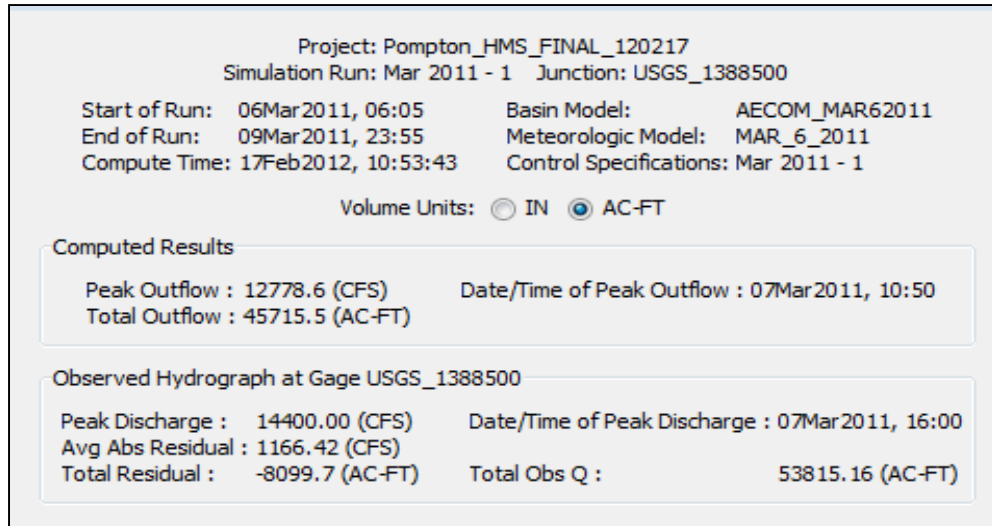 Project: Pompton_HMS_FINAL_120217
Simulation Run: Mar 2011 - 1 Junction: USGS_1388500
Start of Run: 06Mar2011, 06:05 Basin Model: AECOM_MAR62011
End of Run: 09Mar2011, 23:55 Meteorologic Model: MAR_6_2011
Compute Time: 17Feb2012, 10:53:43 Control Specifications: Mar 2011 - 1
Volume Units: IN AC-FT
Computed Results
Peak Outflow : 12778.6 (CFS) Date/Time of Peak Outflow : 07Mar2011, 10:50
Total Outflow : 45715.5 (AC-FT)
Observed Hydrograph at Gage USGS_1388500
Peak Discharge : 14400.00 (CFS) Date/Time of Peak Discharge : 07Mar2011, 16:00
Avg Abs Residual : 1166.42 (CFS)
Total Residual : -8099.7 (AC-FT) Total Obs Q : 53815.16 (AC-FT)